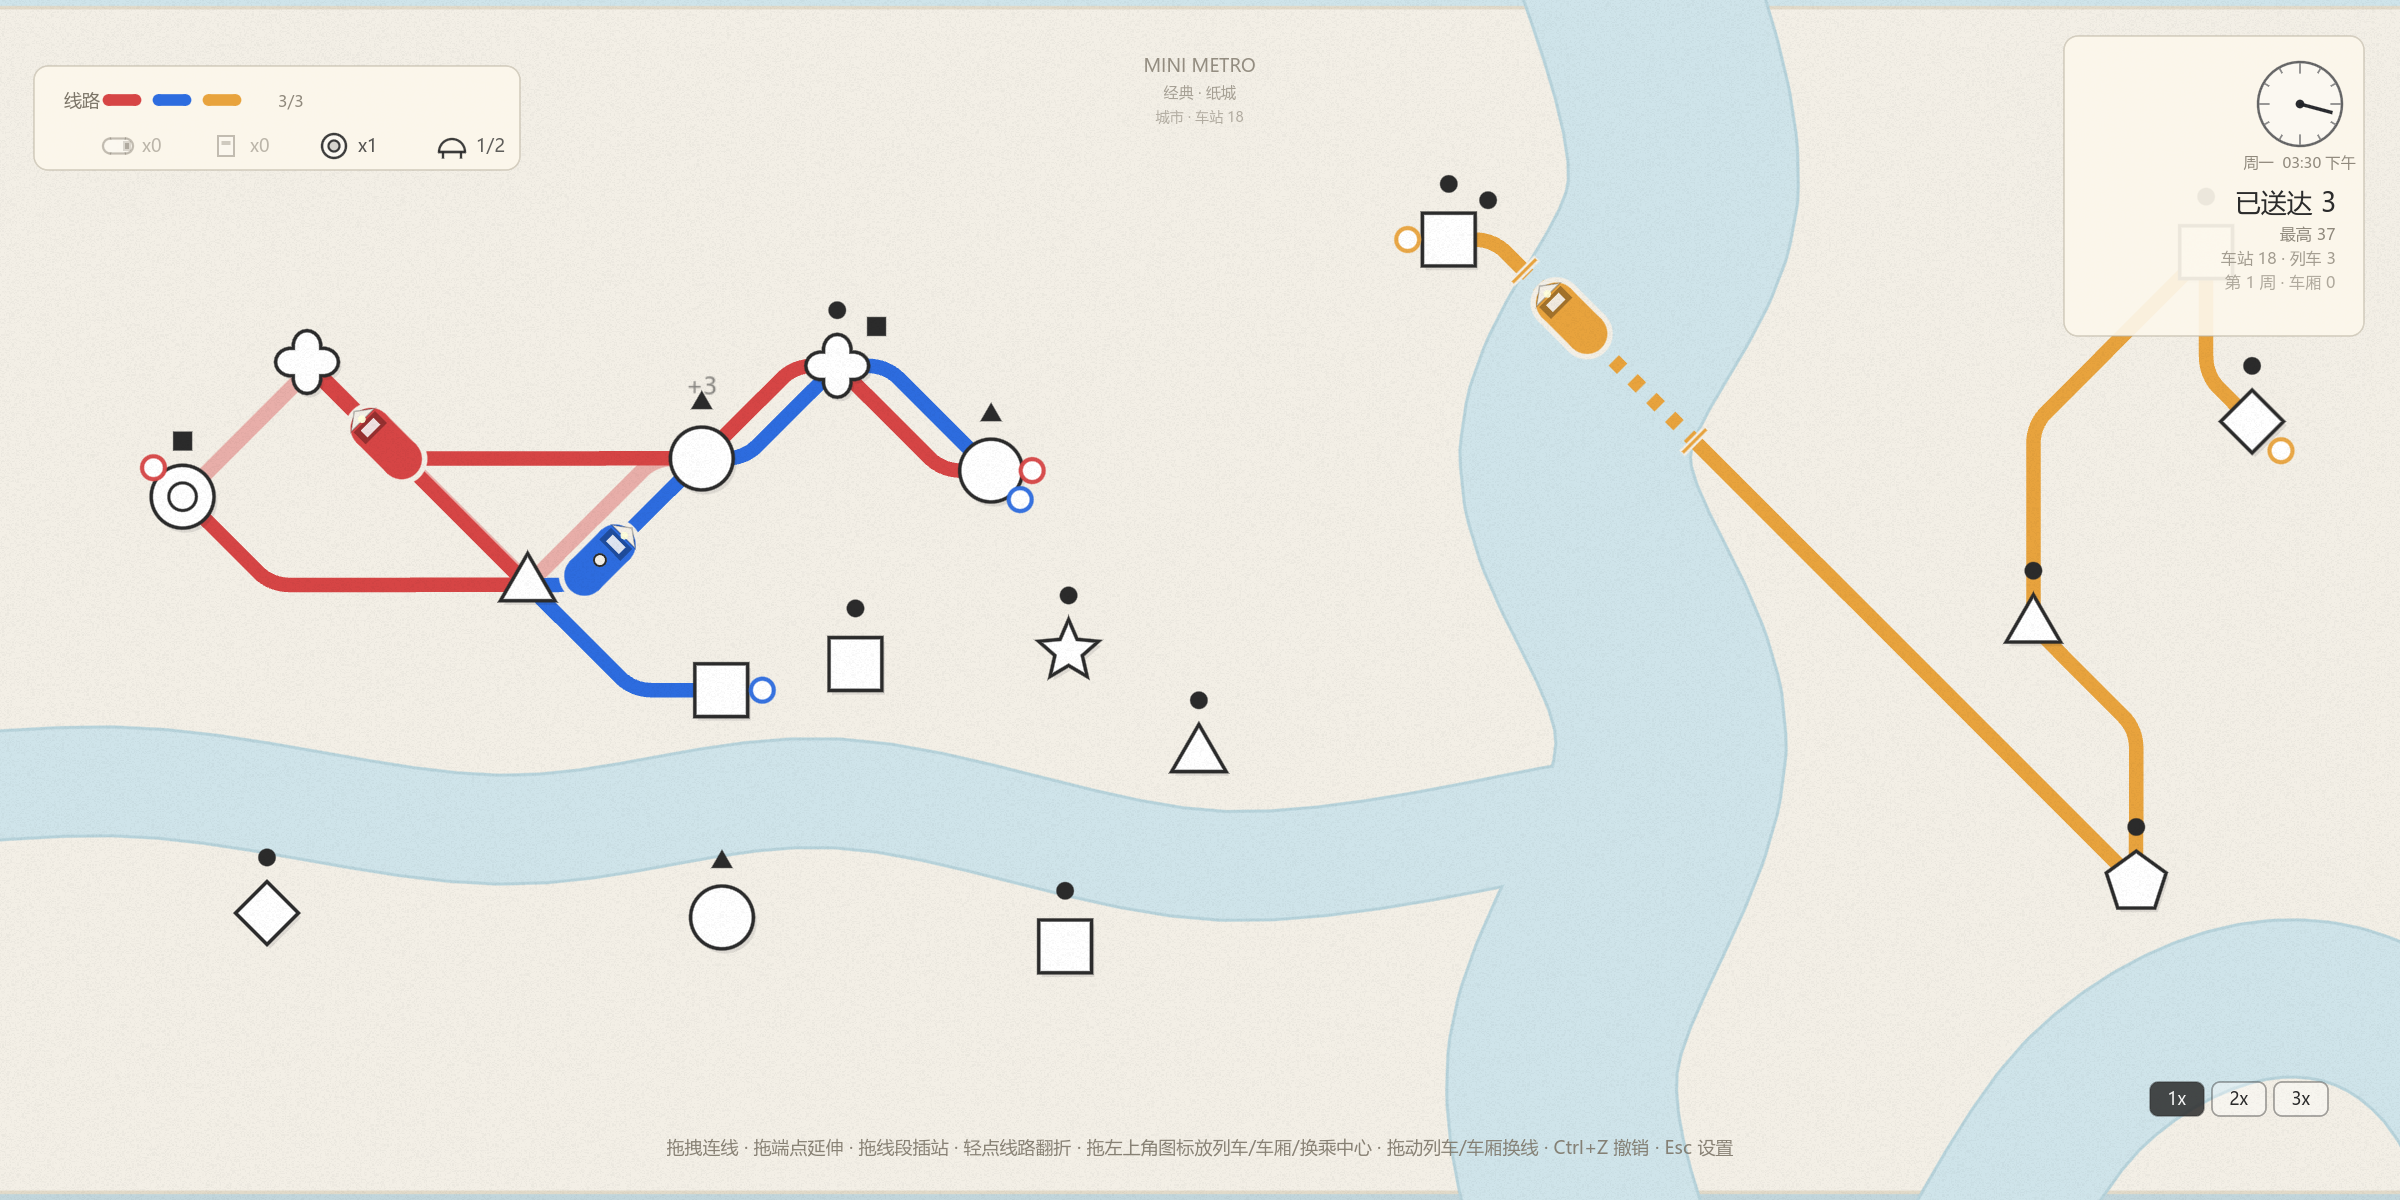 线路 3/3
x0 x0 x1 1/2
MINI METRO
经典 · 纸城
城市 · 车站 18
周一 03:30 下午
已送达 3
最高 37
车站 18 · 列车 3
第 1 周 · 车厢 0
+3
1x 2x 3x
拖拽连线 · 拖端点延伸 · 拖线段插站 · 轻点线路翻折 · 拖左上角图标放列车/车厢/换乘中心 · 拖动列车/车厢换线 · Ctrl+Z 撤销 · Esc 设置